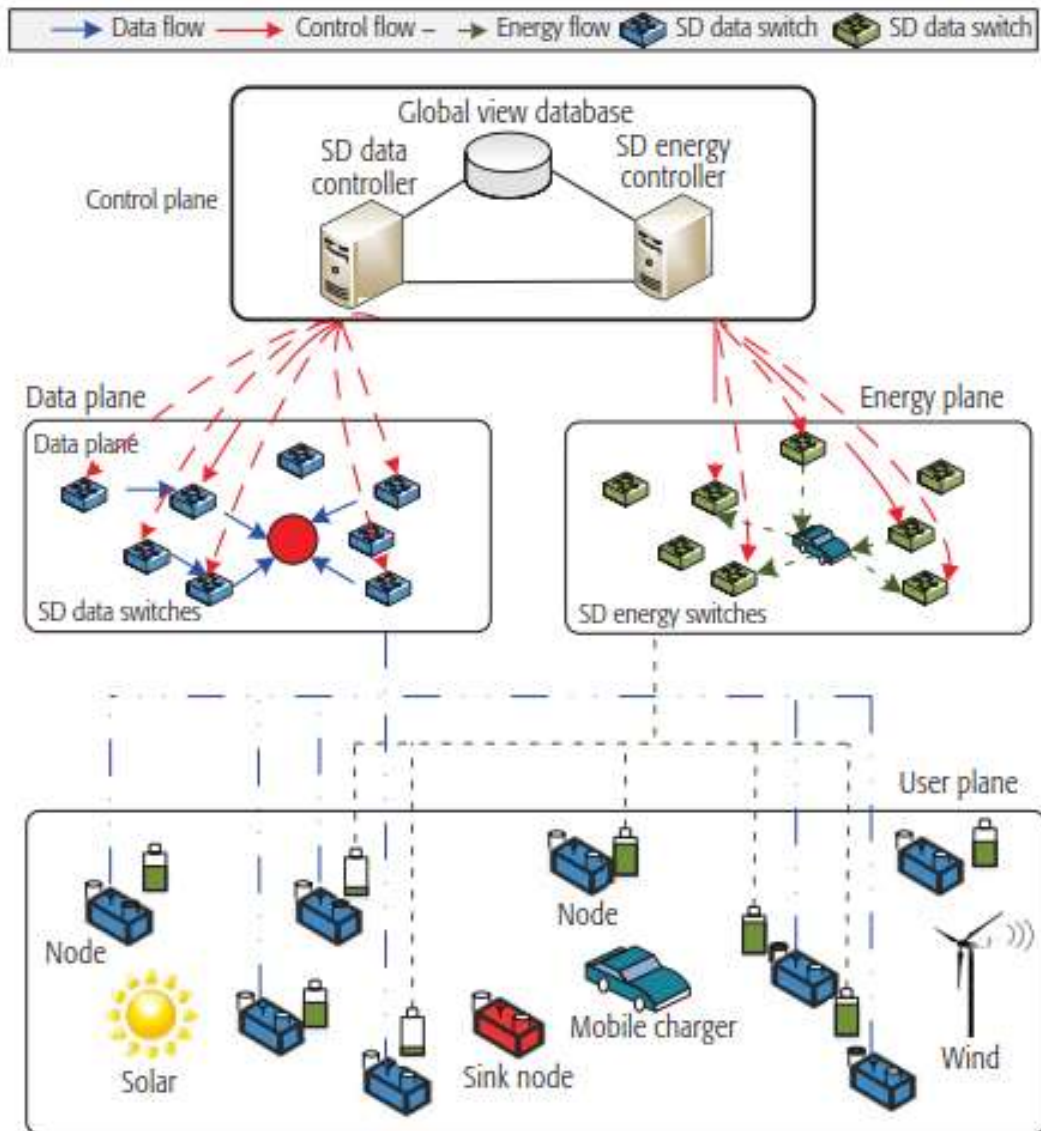 Data flow Control flow Energy flow SD data switch SD data switch
Global view database
SD data
controller
SD energy
controller
Control plane
Data plane
Energy plane
Data plane
SD data switches
SD energy switches
User plane
Node
Node
Solar
Sink node
Mobile charger
Wind